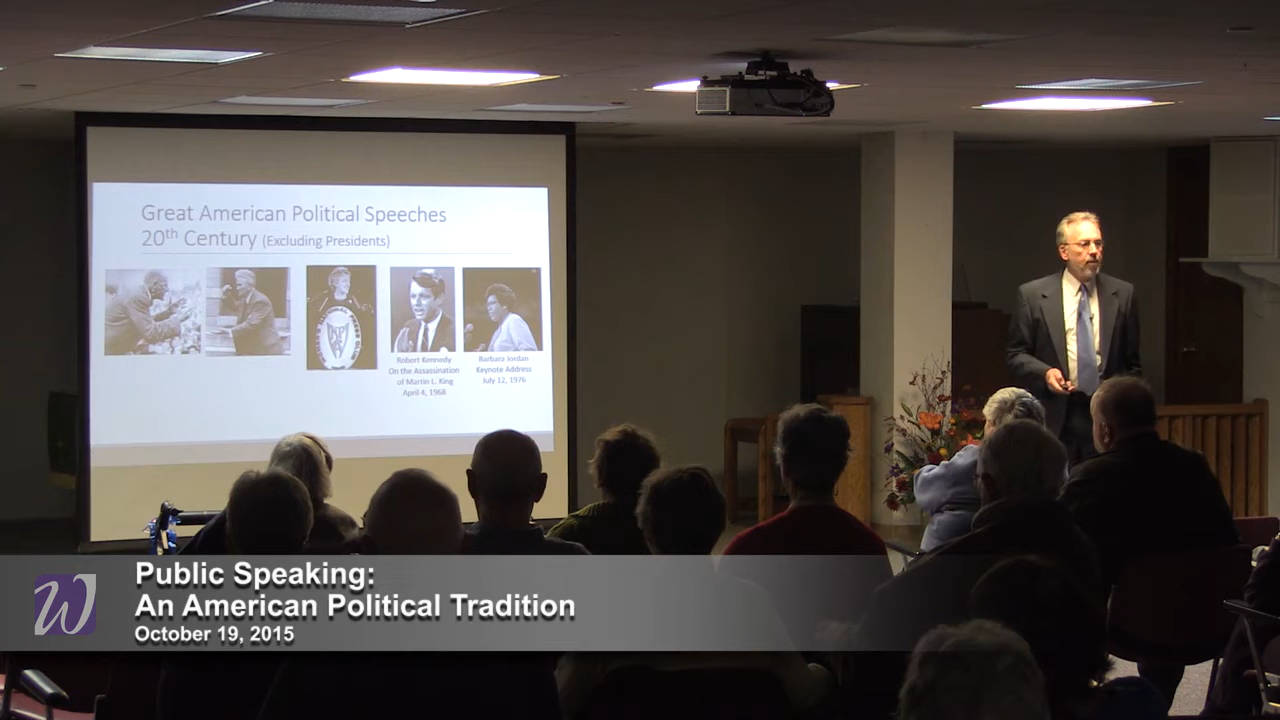 Great American Political Speeches
20th Century (Excluding Presidents)
Robert Kennedy
On the Assassination
of Martin L. King
April 4, 1968
Barbara Jordan
Keynote Address
July 12, 1976
W
Public Speaking:
An American Political Tradition
October 19, 2015